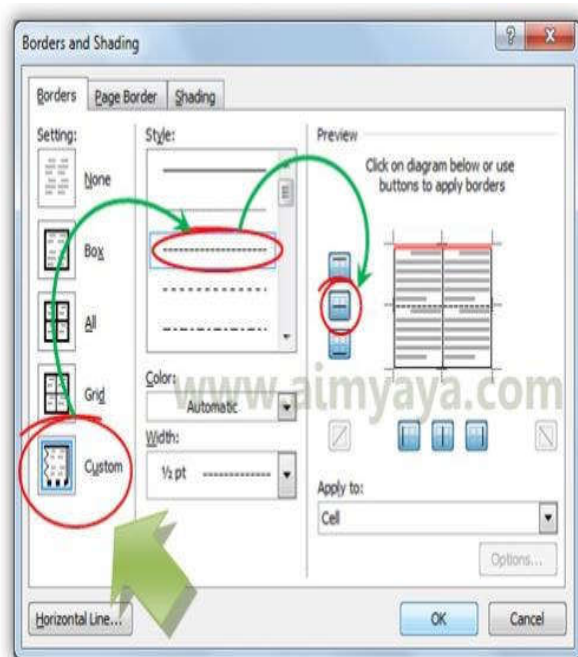 Borders and Shading
Borders
Page Border
Shading
Setting:
None
Box
All
Grid
Custom
Style:
Color:
Automatic
Width:
½ pt
Preview
Click on diagram below or use
buttons to apply borders
www.aimyaya.com
Apply to:
Cell
Options...
Horizontal Line...
OK
Cancel